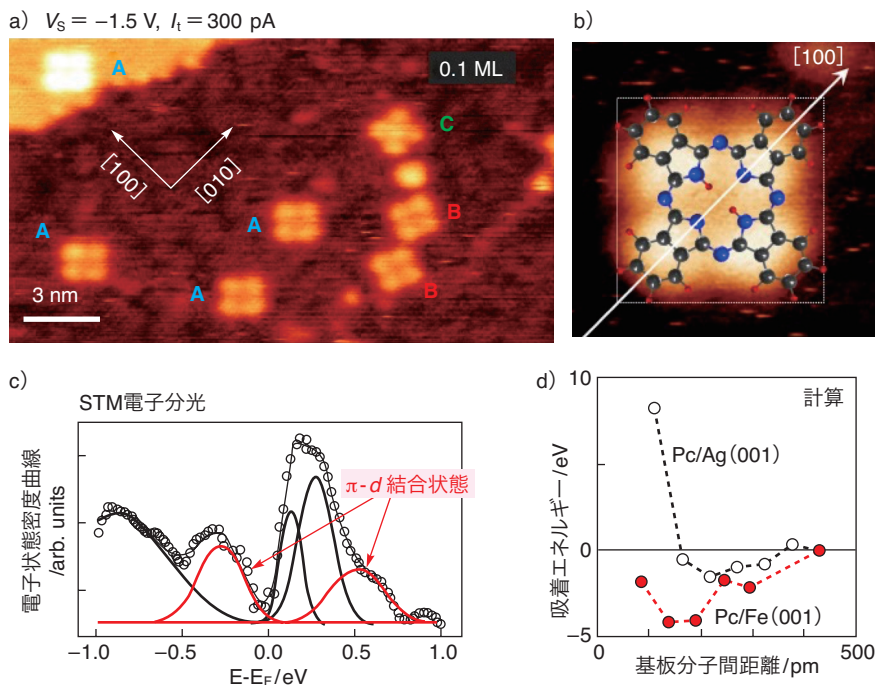 a) V_S = −1.5 V, I_t = 300 pA
A
0.1 ML
C
[100]
[010]
A
A
B
A
B
3 nm
b)
[100]
c)
STM電子分光
電子状態密度曲線
/arb. units
π-d 結合状態
−1.0
−0.5
0
0.5
1.0
E-E_F/eV
d)
10
計算
Pc/Ag(001)
0
Pc/Fe(001)
−5
0
500
吸着エネルギー/eV
基板分子間距離/pm